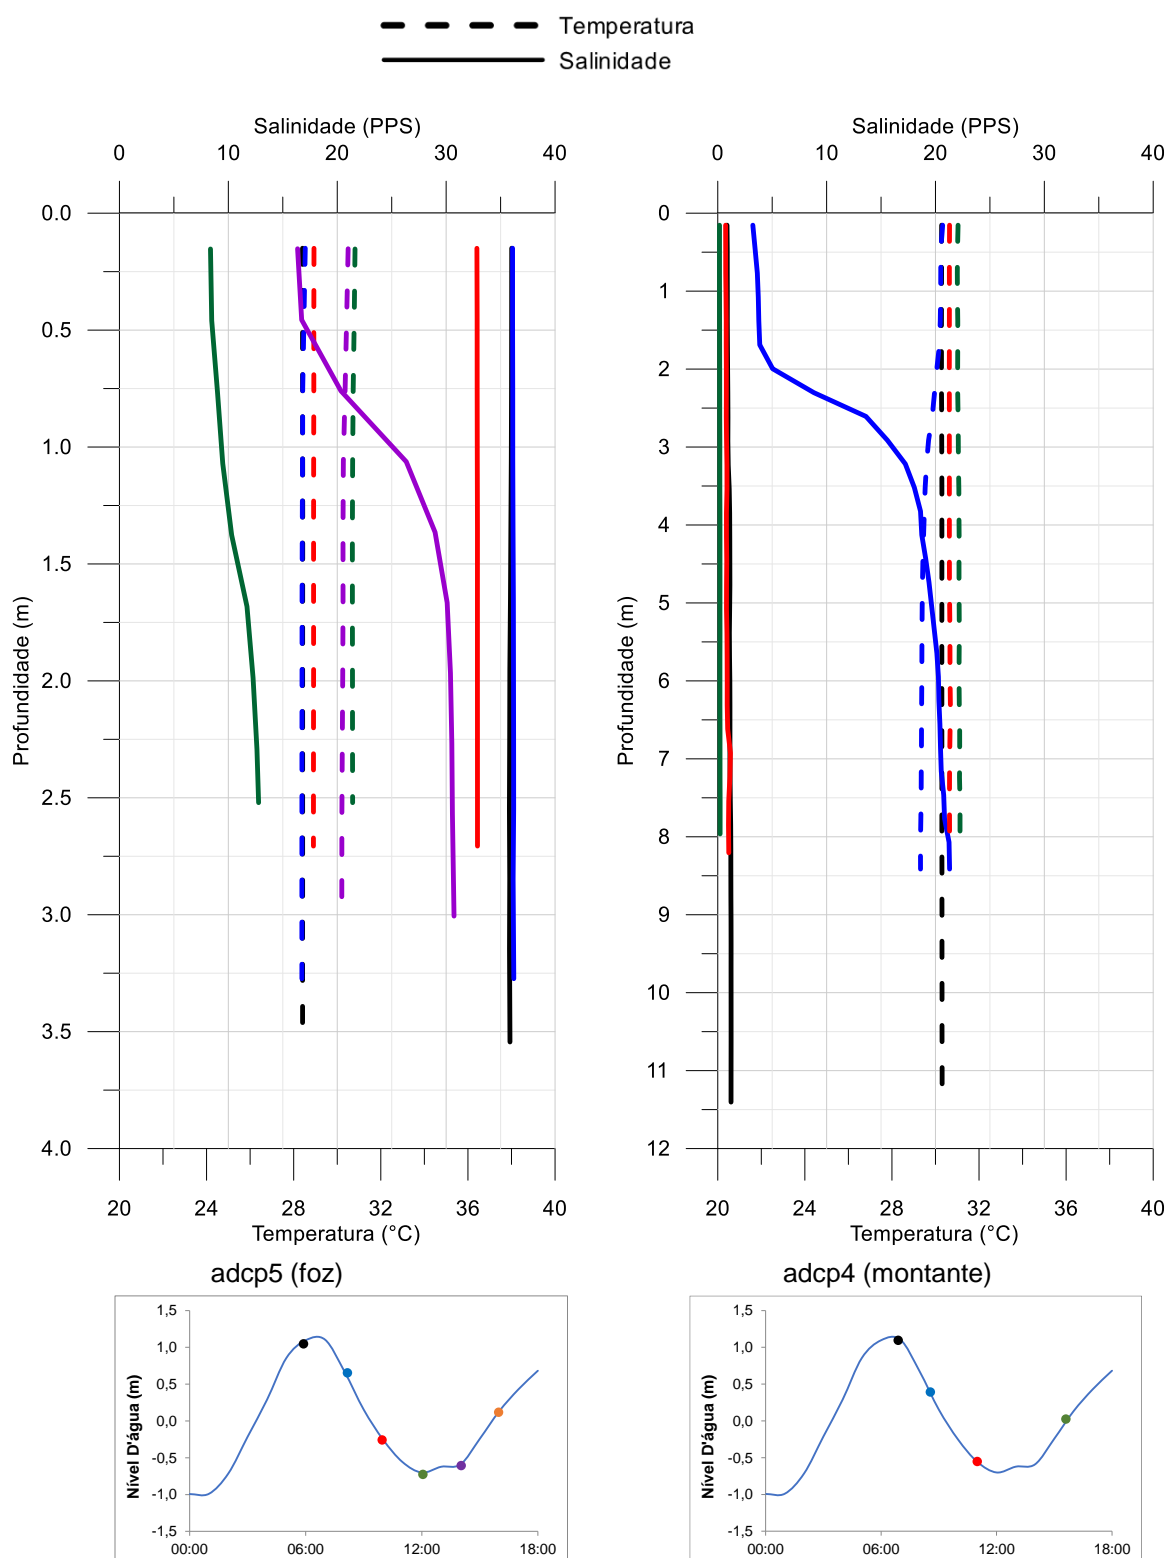 Temperatura
Salinidade
Salinidade (PPS)
0 10 20 30 40
0.0
0.5
1.0
1.5
2.0
2.5
3.0
3.5
4.0
Profundidade (m)
20 24 28 32 36 40
Temperatura (°C)
adcp5 (foz)
Salinidade (PPS)
0 10 20 30 40
0
1
2
3
4
5
6
7
8
9
10
11
12
Profundidade (m)
20 24 28 32 36 40
Temperatura (°C)
adcp4 (montante)
1,5
1,0
0,5
0,0
-0,5
-1,0
-1,5
Nível D'água (m)
00:00 06:00 12:00 18:00
1,5
1,0
0,5
0,0
-0,5
-1,0
-1,5
Nível D'água (m)
00:00 06:00 12:00 18:00